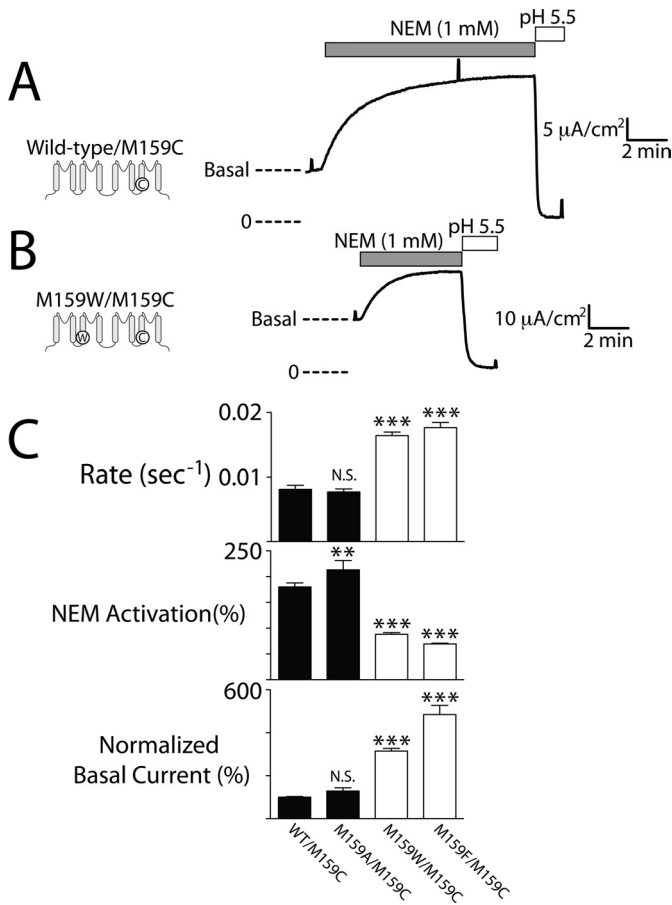 A
NEM (1 mM)
pH 5.5
Wild-type/M159C
C
Basal
0
5 µA/cm²
2 min
B
NEM (1 mM)
pH 5.5
M159W/M159C
W
C
Basal
0
10 µA/cm²
2 min
C
Rate (sec⁻¹)
0.02
0.01
N.S.
***
***
NEM Activation(%)
250
**
***
***
Normalized
Basal Current (%)
600
N.S.
***
***
WT/M159C
M159A/M159C
M159W/M159C
M159F/M159C